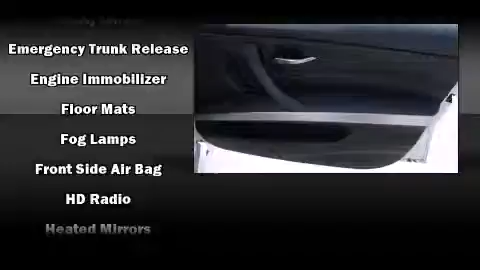 Emergency Trunk Release
Engine Immobilizer
Floor Mats
Fog Lamps
Front Side Air Bag
HD Radio
Heated Mirrors